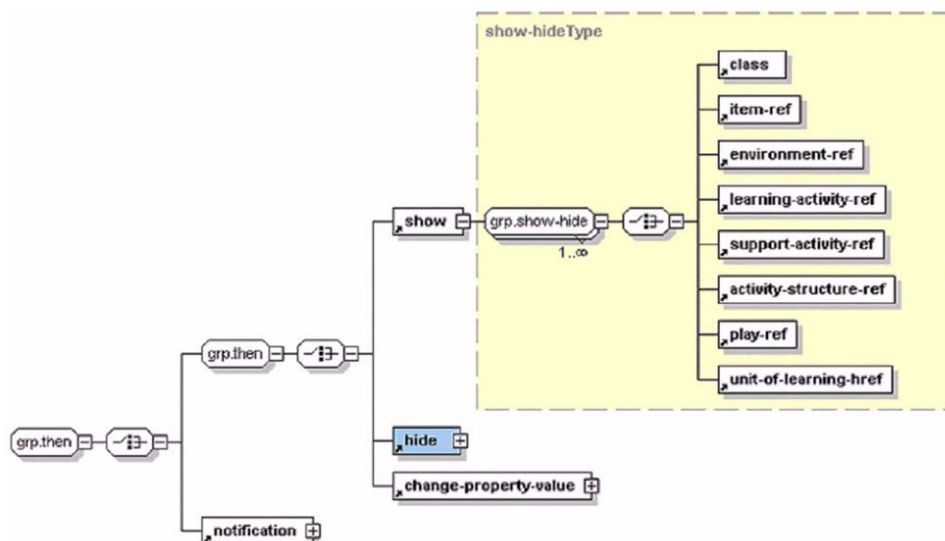 show-hideType
class
item-ref
environment-ref
learning-activity-ref
show
grp.show-hide
1..∞
support-activity-ref
activity-structure-ref
play-ref
grp.then
unit-of-learning-href
grp.then
hide
change-property-value
notification